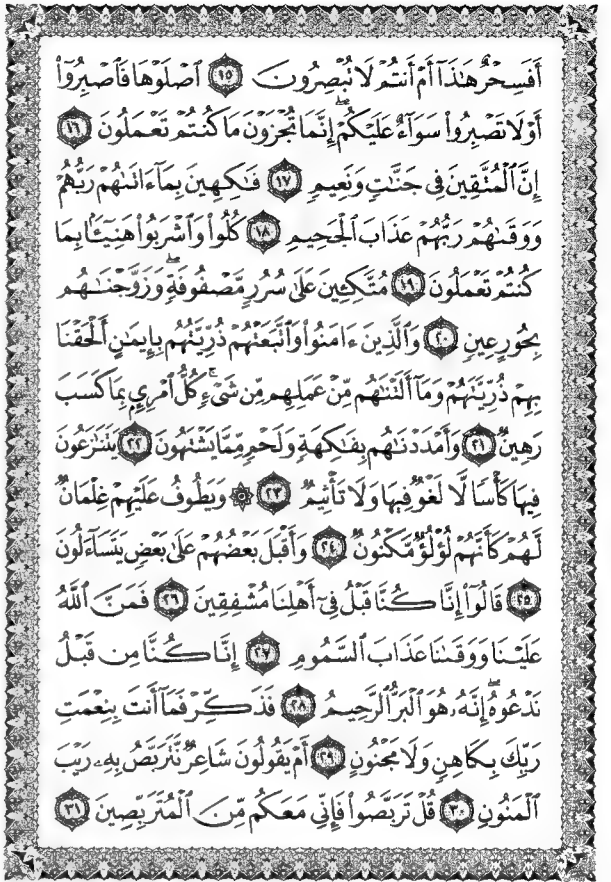 أَفَسِحْرٌ هَٰذَآ أَمْ أَنتُمْ لَا تُبْصِرُونَ ١٥ ٱصْلَوْهَا فَٱصْبِرُوٓا۟
أَوْ لَا تَصْبِرُوا۟ سَوَآءٌ عَلَيْكُمْ ۖ إِنَّمَا تُجْزَوْنَ مَا كُنتُمْ تَعْمَلُونَ ١٦
إِنَّ ٱلْمُتَّقِينَ فِى جَنَّٰتٍ وَنَعِيمٍ ١٧ فَٰكِهِينَ بِمَآ ءَاتَىٰهُمْ رَبُّهُمْ
وَوَقَىٰهُمْ رَبُّهُمْ عَذَابَ ٱلْجَحِيمِ ١٨ كُلُوا۟ وَٱشْرَبُوا۟ هَنِيٓـًٔۢا بِمَا
كُنتُمْ تَعْمَلُونَ ١٩ مُتَّكِـِٔينَ عَلَىٰ سُرُرٍ مَّصْفُوفَةٍ ۖ وَزَوَّجْنَٰهُم
بِحُورٍ عِينٍ ٢٠ وَٱلَّذِينَ ءَامَنُوا۟ وَٱتَّبَعَتْهُمْ ذُرِّيَّتُهُم بِإِيمَٰنٍ أَلْحَقْنَا
بِهِمْ ذُرِّيَّتَهُمْ وَمَآ أَلَتْنَٰهُم مِّنْ عَمَلِهِم مِّن شَىْءٍ ۚ كُلُّ ٱمْرِئٍۭ بِمَا كَسَبَ
رَهِينٌ ٢١ وَأَمْدَدْنَٰهُم بِفَٰكِهَةٍ وَلَحْمٍ مِّمَّا يَشْتَهُونَ ٢٢ يَتَنَٰزَعُونَ
فِيهَا كَأْسًا لَّا لَغْوٌ فِيهَا وَلَا تَأْثِيمٌ ٢٣ ۞ وَيَطُوفُ عَلَيْهِمْ غِلْمَانٌ
لَّهُمْ كَأَنَّهُمْ لُؤْلُؤٌ مَّكْنُونٌ ٢٤ وَأَقْبَلَ بَعْضُهُمْ عَلَىٰ بَعْضٍ يَتَسَآءَلُونَ
٢٥ قَالُوٓا۟ إِنَّا كُنَّا قَبْلُ فِىٓ أَهْلِنَا مُشْفِقِينَ ٢٦ فَمَنَّ ٱللَّهُ
عَلَيْنَا وَوَقَىٰنَا عَذَابَ ٱلسَّمُومِ ٢٧ إِنَّا كُنَّا مِن قَبْلُ
نَدْعُوهُ ۖ إِنَّهُۥ هُوَ ٱلْبَرُّ ٱلرَّحِيمُ ٢٨ فَذَكِّرْ فَمَآ أَنتَ بِنِعْمَتِ
رَبِّكَ بِكَاهِنٍ وَلَا مَجْنُونٍ ٢٩ أَمْ يَقُولُونَ شَاعِرٌ نَّتَرَبَّصُ بِهِۦ رَيْبَ
ٱلْمَنُونِ ٣٠ قُلْ تَرَبَّصُوا۟ فَإِنِّى مَعَكُم مِّنَ ٱلْمُتَرَبِّصِينَ ٣١